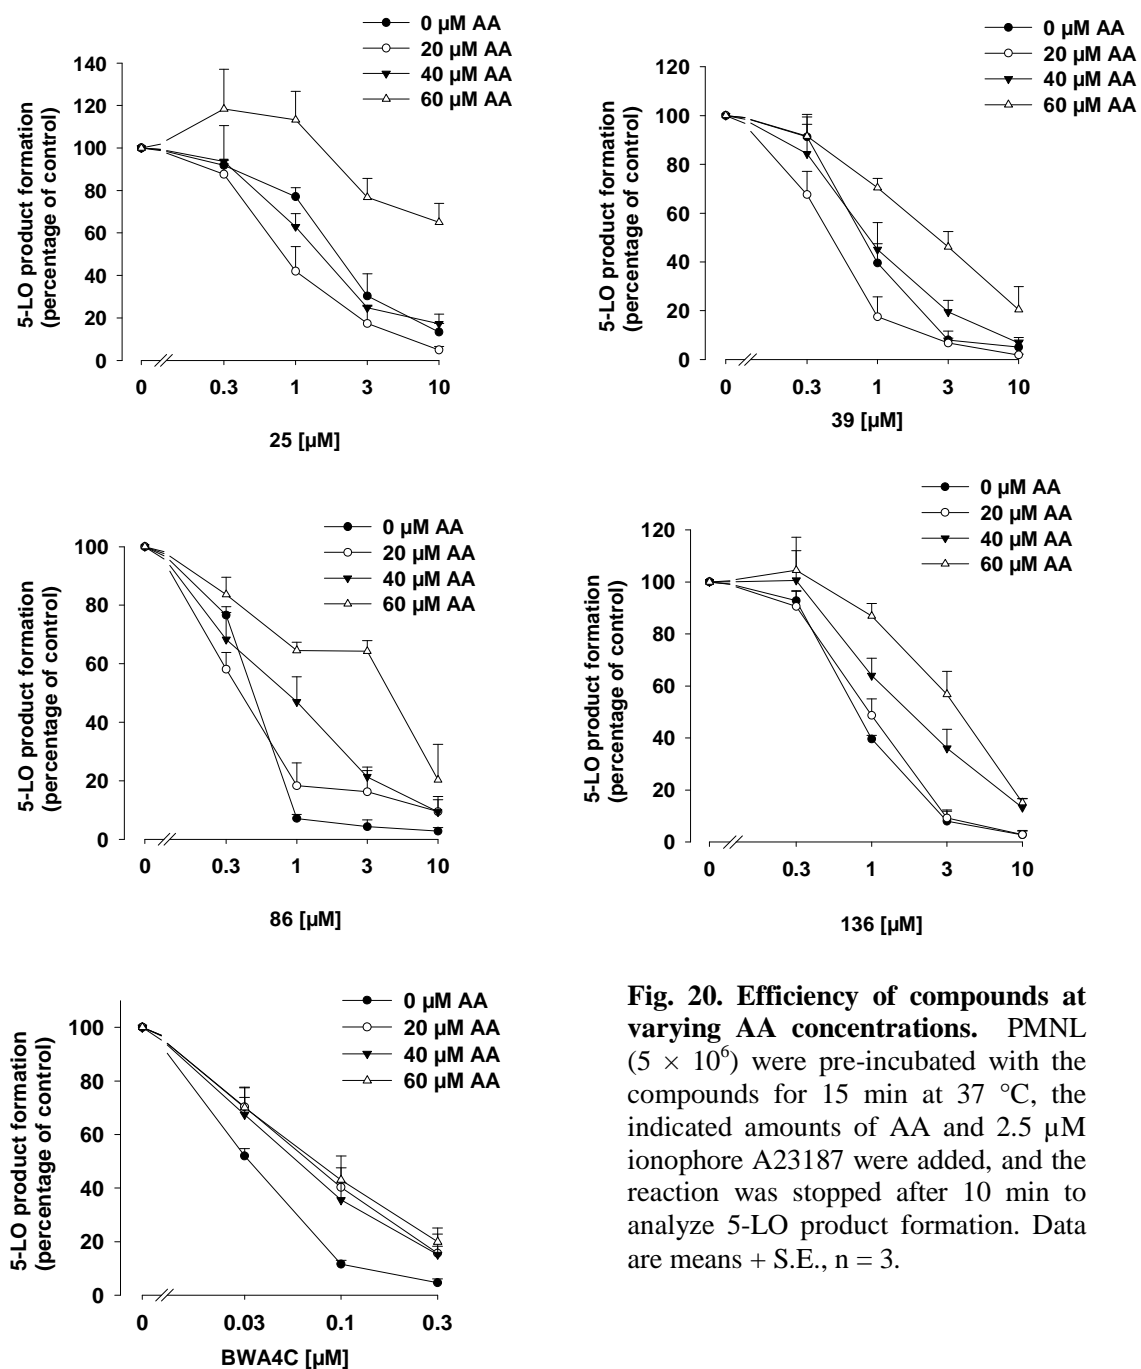 0 µM AA
20 µM AA
40 µM AA
60 µM AA
5-LO product formation
(percentage of control)
140
120
100
80
60
40
20
0
0 0.3 1 3 10
25 [µM]
0 µM AA
20 µM AA
40 µM AA
60 µM AA
5-LO product formation
(percentage of control)
120
100
80
60
40
20
0
0 0.3 1 3 10
39 [µM]
0 µM AA
20 µM AA
40 µM AA
60 µM AA
5-LO product formation
(percentage of control)
100
80
60
40
20
0
0 0.3 1 3 10
86 [µM]
0 µM AA
20 µM AA
40 µM AA
60 µM AA
5-LO product formation
(percentage of control)
120
100
80
60
40
20
0
0 0.3 1 3 10
136 [µM]
0 µM AA
20 µM AA
40 µM AA
60 µM AA
5-LO product formation
(percentage of control)
100
80
60
40
20
0
0 0.03 0.1 0.3
BWA4C [µM]
Fig. 20. Efficiency of compounds at
varying AA concentrations. PMNL
(5 × 10⁶) were pre-incubated with the
compounds for 15 min at 37 °C, the
indicated amounts of AA and 2.5 µM
ionophore A23187 were added, and the
reaction was stopped after 10 min to
analyze 5-LO product formation. Data
are means + S.E., n = 3.